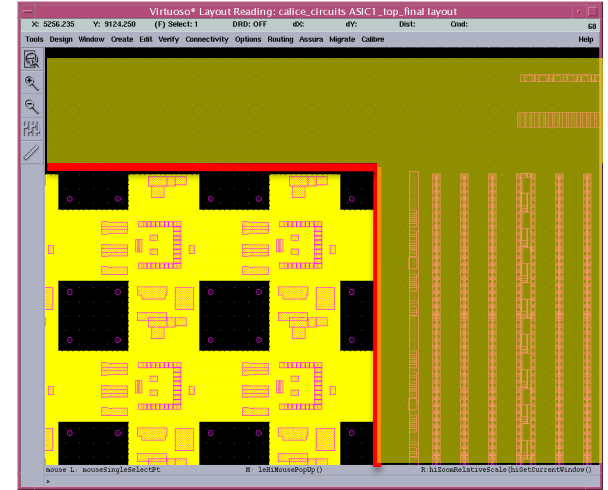 Virtuoso® Layout Reading: calice_circuits ASIC1_top_final layout
X: 5256.235 Y: 9124.250 (F) Select: 1 DRD: OFF dX: dY: Dist: Cmd:
68
Tools Design Window Create Edit Verify Connectivity Options Routing Assura Migrate Calibre Help
mouse L: mouseSingleSelectPt M: leHiMousePopUp() R:hiZoomRelativeScale(hiGetCurrentWindow()
>